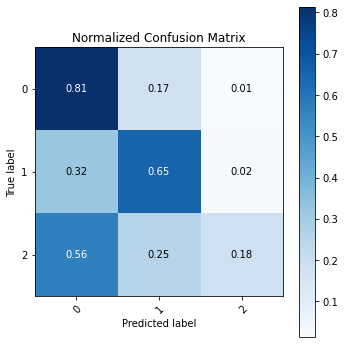 Normalized Confusion Matrix
0.8
0 0.81 0.17 0.01
0.7
0.6
0.5
True label
1 0.32 0.65 0.02
0.4
0.3
2 0.56 0.25 0.18
0.2
0.1
0 1 2
Predicted label